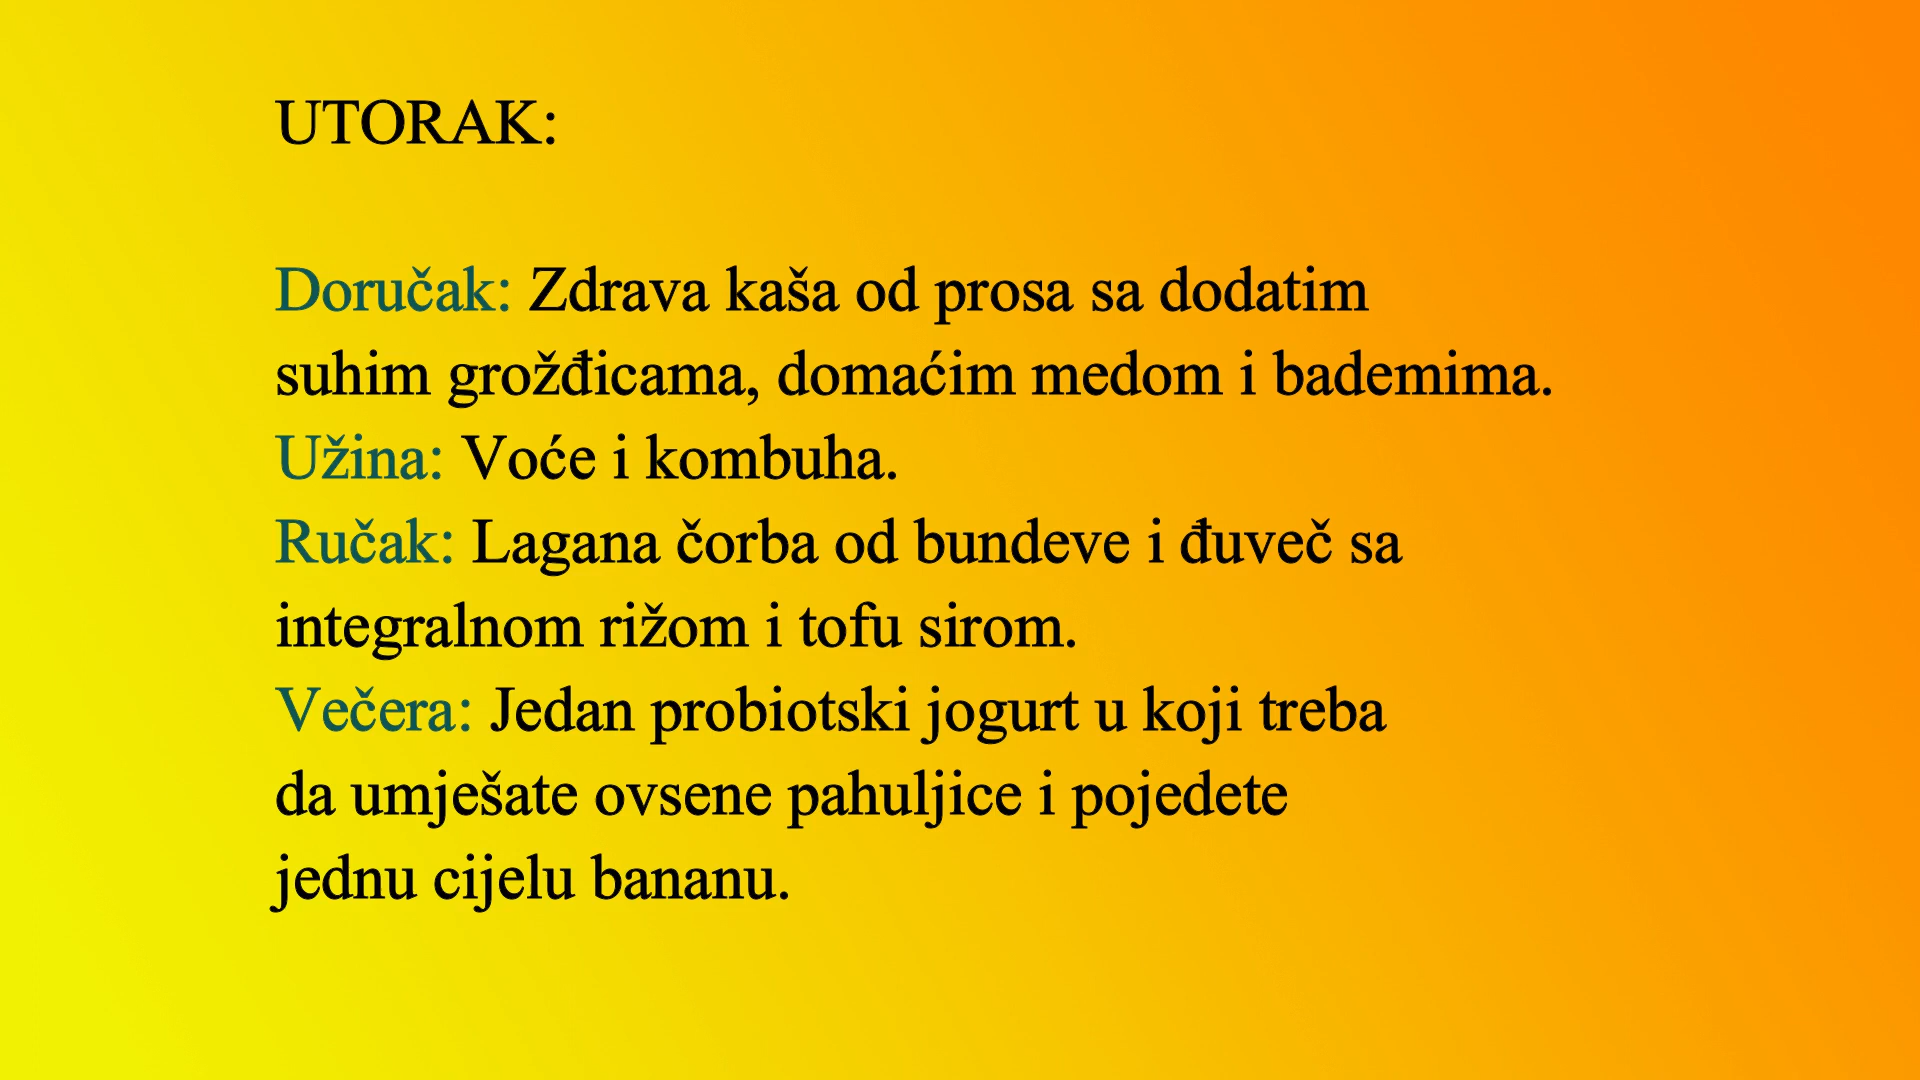 UTORAK:
Doručak: Zdrava kaša od prosa sa dodatim
suhim grožđicama, domaćim medom i bademima.
Užina: Voće i kombuha.
Ručak: Lagana čorba od bundeve i đuveč sa
integralnom rižom i tofu sirom.
Večera: Jedan probiotski jogurt u koji treba
da umješate ovsene pahuljice i pojedete
jednu cijelu bananu.